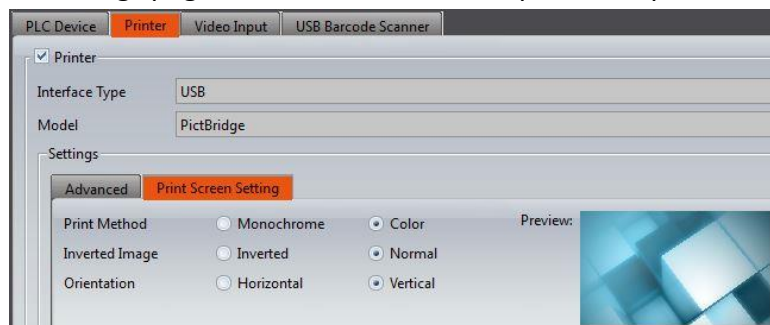 PLC Device Printer Video Input USB Barcode Scanner
Printer
Interface Type USB
Model PictBridge
Settings
Advanced Print Screen Setting
Print Method Monochrome Color Preview:
Inverted Image Inverted Normal
Orientation Horizontal Vertical